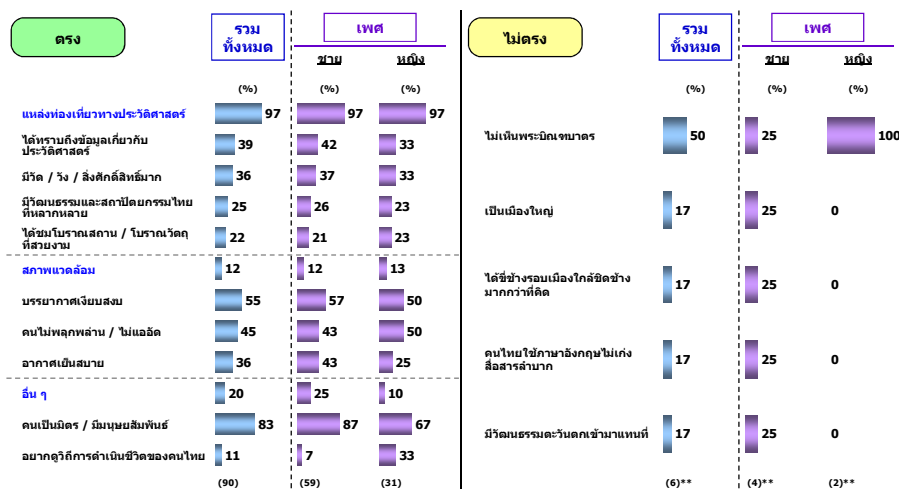 ตรง
รวม
ทั้งหมด
เพศ
ชาย
หญิง
(%)
(%)
(%)
แหล่งท่องเที่ยวทางประวัติศาสตร์
97
97
97
ได้ทราบถึงข้อมูลเกี่ยวกับ
ประวัติศาสตร์
39
42
33
มีวัด / วัง / สิ่งศักดิ์สิทธิ์มาก
36
37
33
มีวัฒนธรรมและสถาปัตยกรรมไทย
ที่หลากหลาย
25
26
23
ได้ชมโบราณสถาน / โบราณวัตถุ
ที่สวยงาม
22
21
23
สภาพแวดล้อม
12
12
13
บรรยากาศเงียบสงบ
55
57
50
คนไม่พลุกพล่าน / ไม่แออัด
45
43
50
อากาศเย็นสบาย
36
43
25
อื่น ๆ
20
25
10
คนเป็นมิตร / มีมนุษยสัมพันธ์
83
87
67
อยากดูวิถีการดำเนินชีวิตของคนไทย
11
7
33
(90)
(59)
(31)
ไม่ตรง
รวม
ทั้งหมด
เพศ
ชาย
หญิง
(%)
(%)
(%)
ไม่เห็นพระบิณฑบาตร
50
25
100
เป็นเมืองใหญ่
17
25
0
ได้ขี่ช้างรอบเมืองใกล้ชิดช้าง
มากกว่าที่คิด
17
25
0
คนไทยใช้ภาษาอังกฤษไม่เก่ง
สื่อสารลำบาก
17
25
0
มีวัฒนธรรมตะวันตกเข้ามาแทนที่
17
25
0
(6)**
(4)**
(2)**